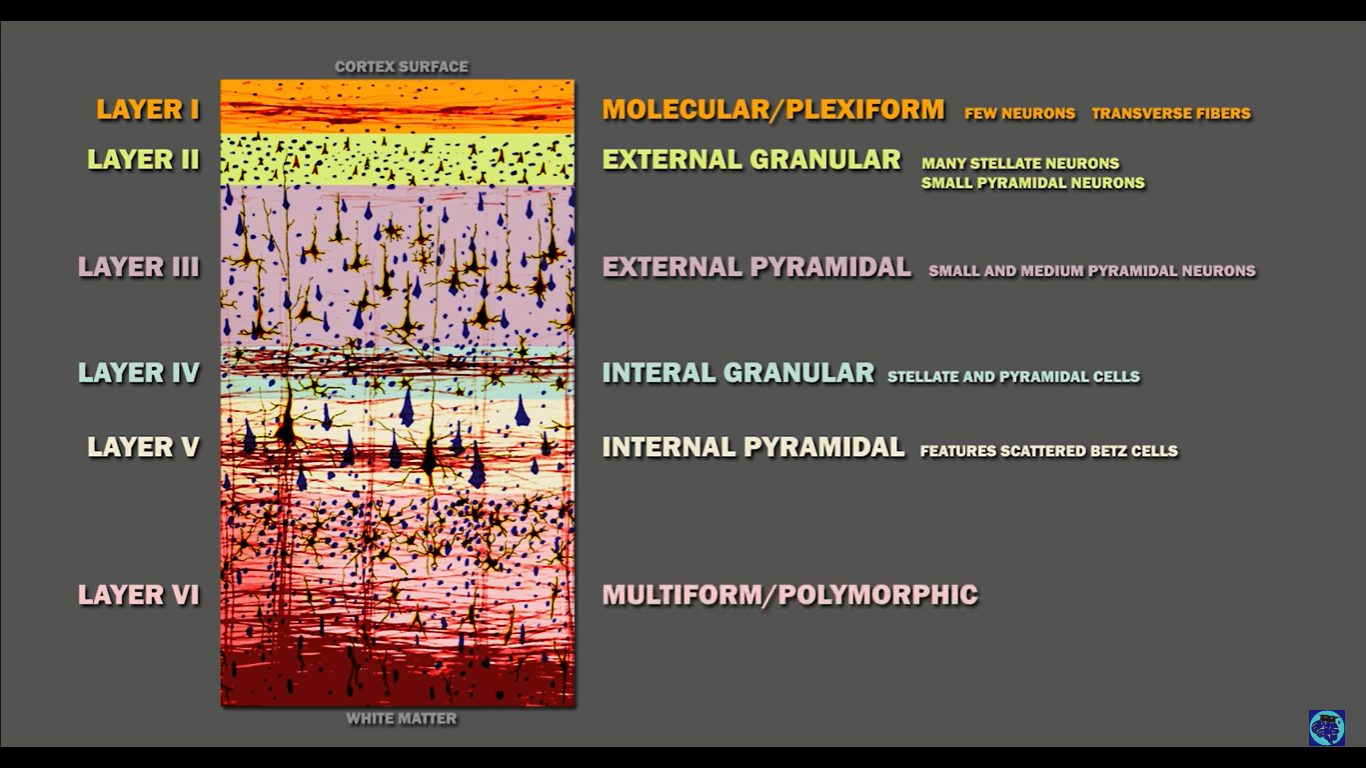 CORTEX SURFACE
LAYER I
MOLECULAR/PLEXIFORM FEW NEURONS TRANSVERSE FIBERS
LAYER II
EXTERNAL GRANULAR MANY STELLATE NEURONS
SMALL PYRAMIDAL NEURONS
LAYER III
EXTERNAL PYRAMIDAL SMALL AND MEDIUM PYRAMIDAL NEURONS
LAYER IV
INTERAL GRANULAR STELLATE AND PYRAMIDAL CELLS
LAYER V
INTERNAL PYRAMIDAL FEATURES SCATTERED BETZ CELLS
LAYER VI
MULTIFORM/POLYMORPHIC
WHITE MATTER